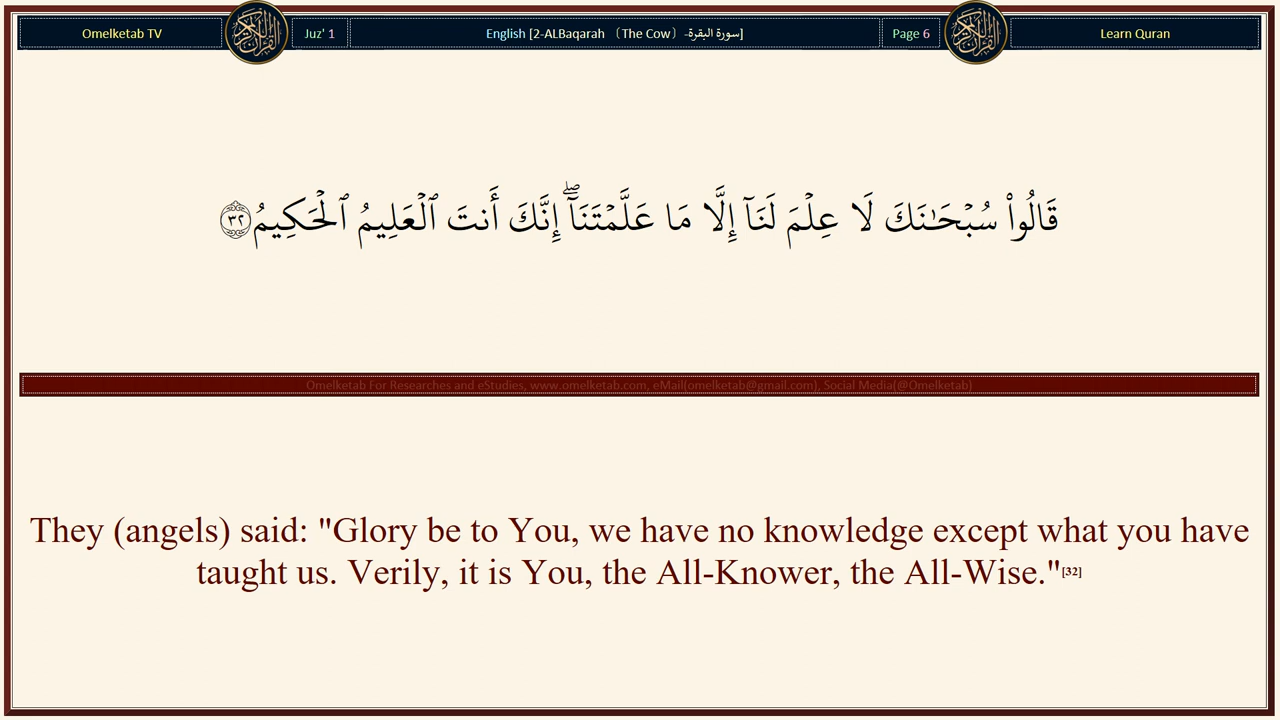 Omelketab TV
Juz' 1
English [2-ALBaqarah （The Cow） -سورة البقرة]
Page 6
Learn Quran
قَالُوا۟ سُبْحَـٰنَكَ لَا عِلْمَ لَنَآ إِلَّا مَا عَلَّمْتَنَآ ۖ إِنَّكَ أَنتَ ٱلْعَلِيمُ ٱلْحَكِيمُ ٣٢
Omelketab For Researches and eStudies, www.omelketab.com, eMail(omelketab@gmail.com), Social Media(@Omelketab)
They (angels) said: "Glory be to You, we have no knowledge except what you have
taught us. Verily, it is You, the All-Knower, the All-Wise."[32]